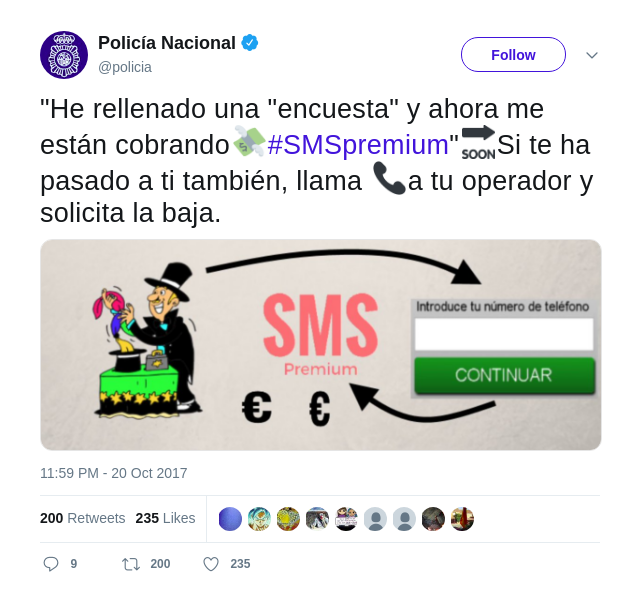 Policía Nacional
@policia
Follow
"He rellenado una "encuesta" y ahora me
están cobrando💸#SMSpremium"🔜Si te ha
pasado a ti también, llama 📞a tu operador y
solicita la baja.
SMS
Premium
€ €
Introduce tu número de teléfono
CONTINUAR
11:59 PM - 20 Oct 2017
200 Retweets 235 Likes
9 200 235